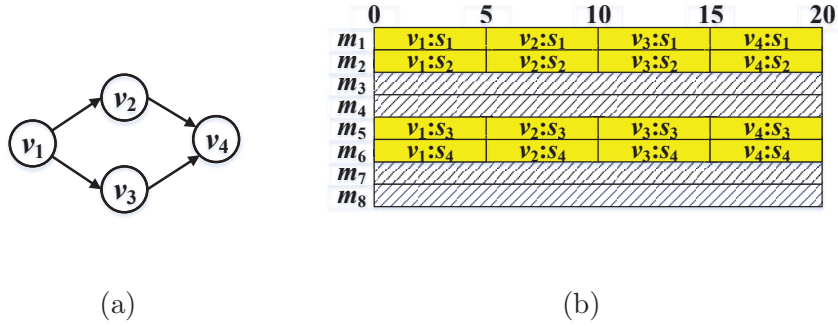 0 5 10 15 20
m1 v1:s1 v2:s1 v3:s1 v4:s1
m2 v1:s2 v2:s2 v3:s2 v4:s2
m3
m4
m5 v1:s3 v2:s3 v3:s3 v4:s3
m6 v1:s4 v2:s4 v3:s4 v4:s4
m7
m8
v2
v1
v4
v3
(a)
(b)